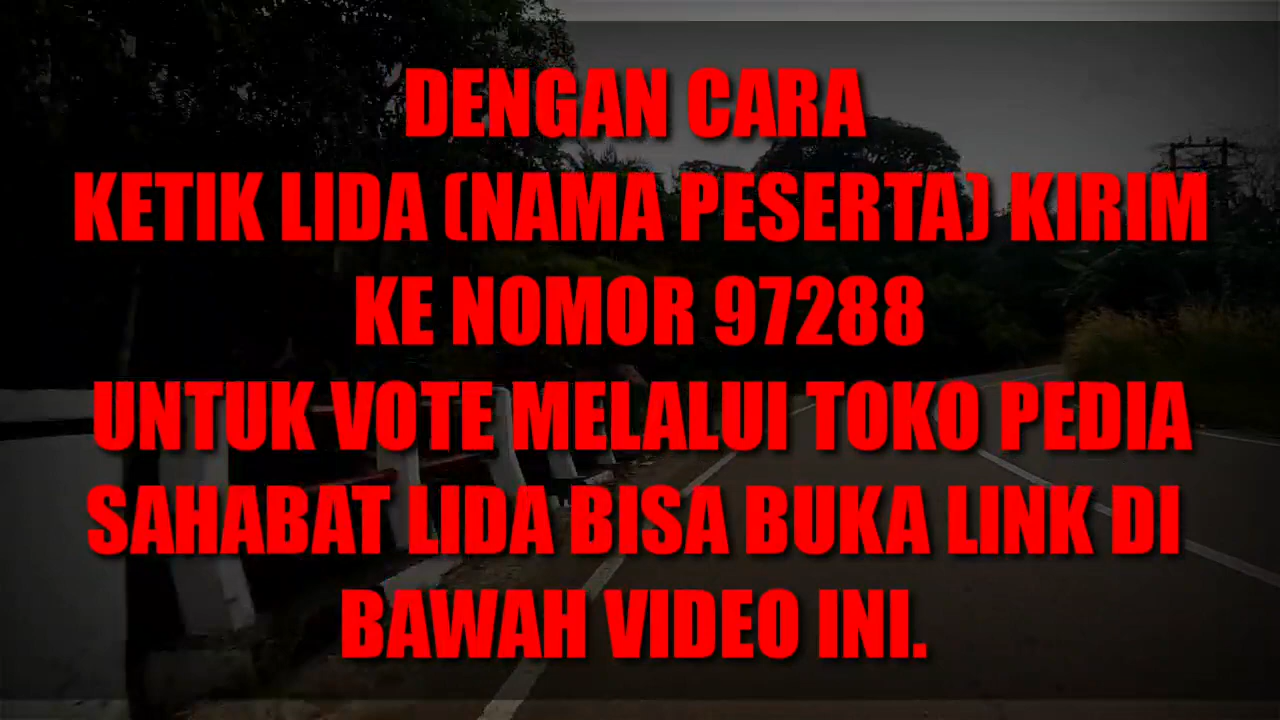 DENGAN CARA
KETIK LIDA (NAMA PESERTA) KIRIM
KE NOMOR 97288
UNTUK VOTE MELALUI TOKO PEDIA
SAHABAT LIDA BISA BUKA LINK DI
BAWAH VIDEO INI.